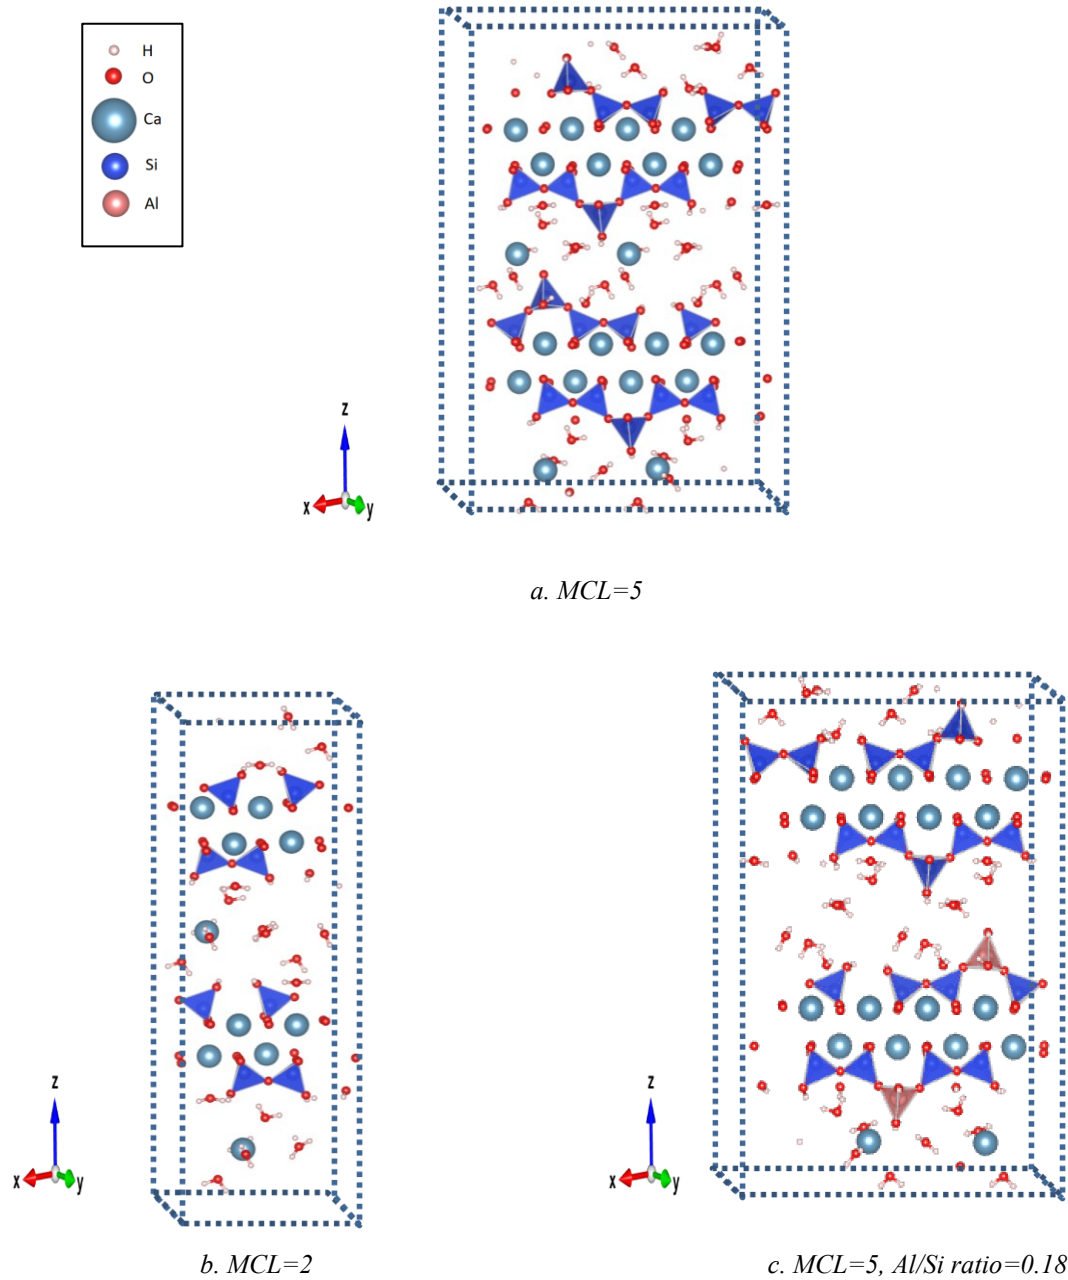 H
O
Ca
Si
Al
z
x
y
a. MCL=5
z
x
y
b. MCL=2
z
x
y
c. MCL=5, Al/Si ratio=0.18